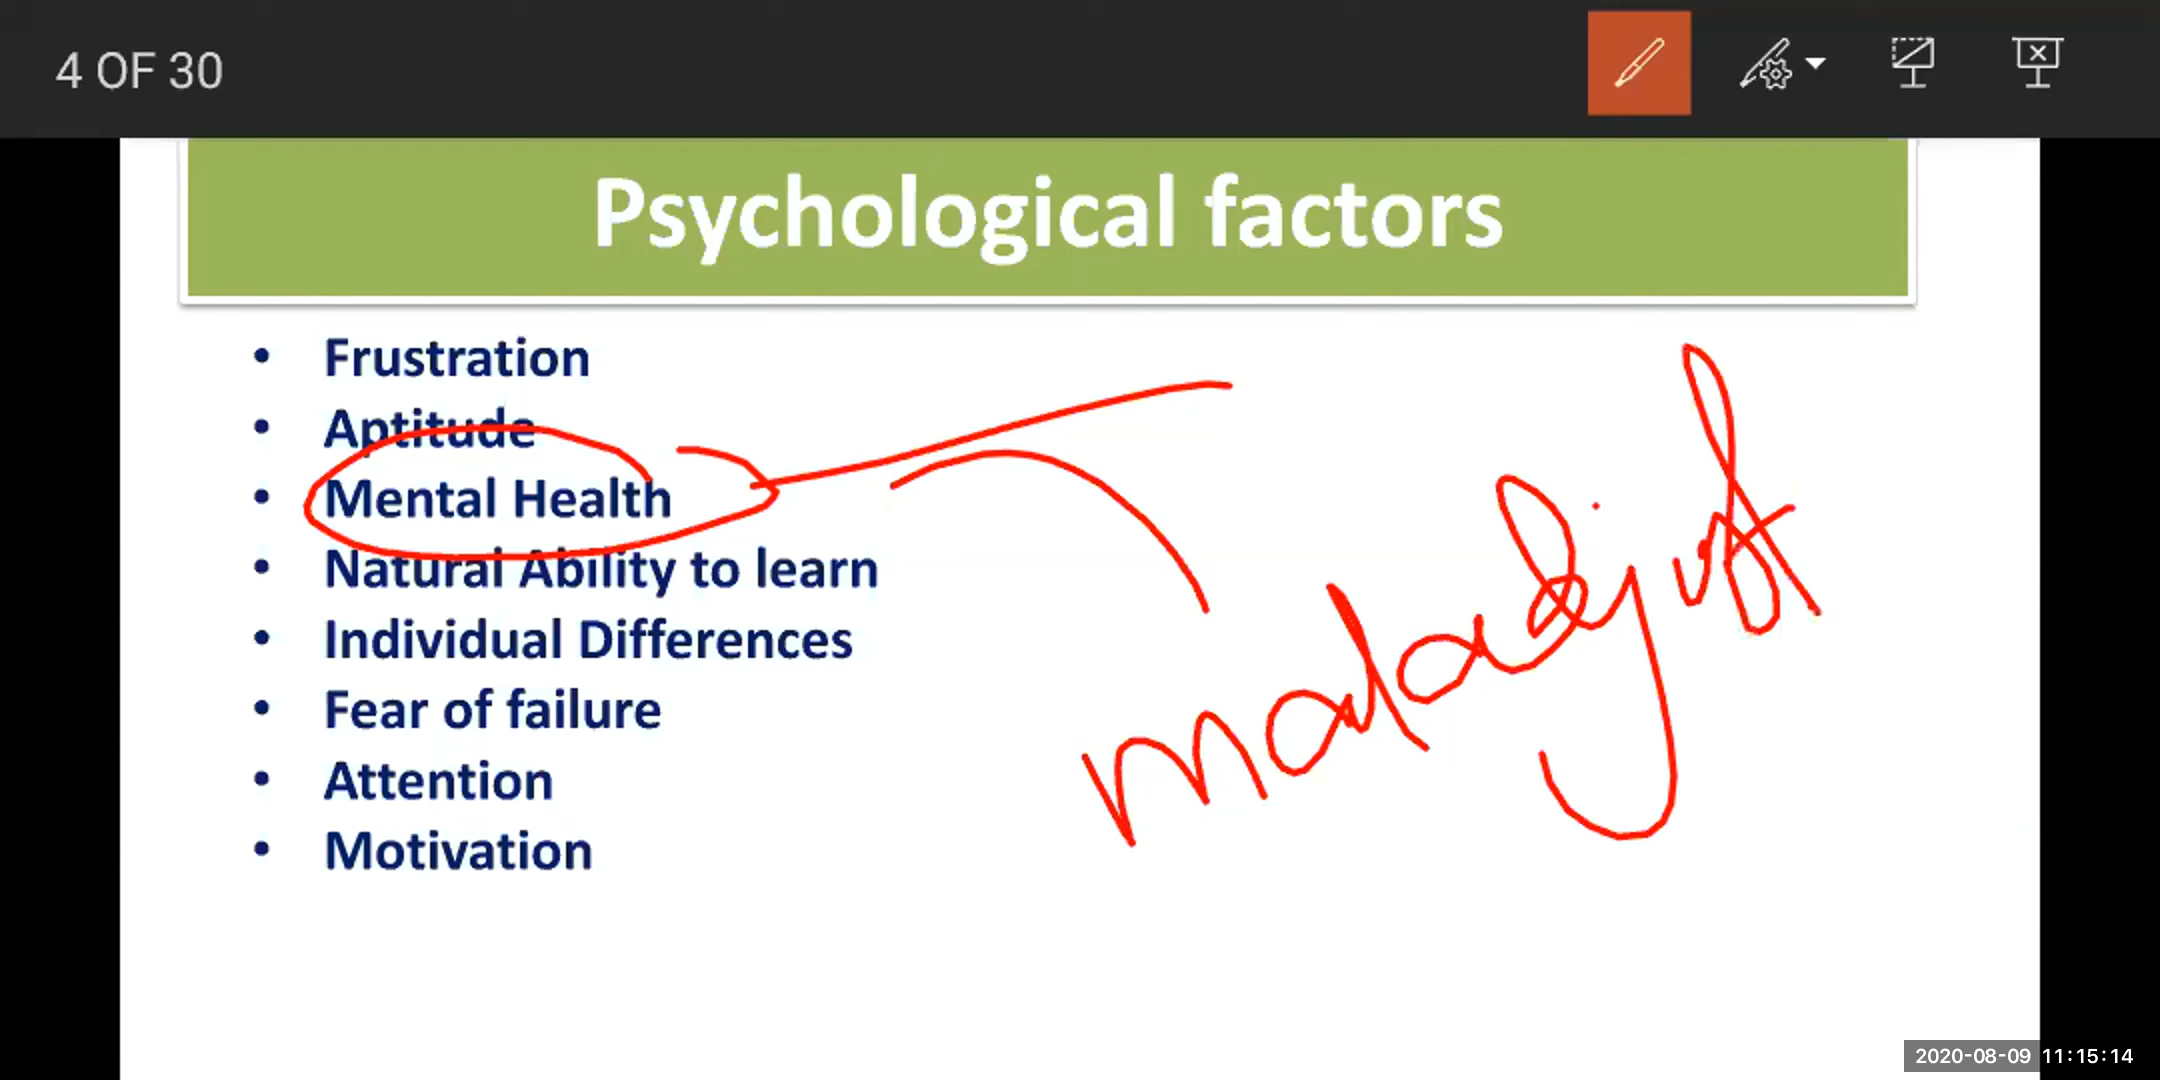 4 OF 30
Psychological factors
• Frustration
• Aptitude
• Mental Health
• Natural Ability to learn
• Individual Differences
• Fear of failure
• Attention
• Motivation
maladjust
2020-08-09 11:15:14